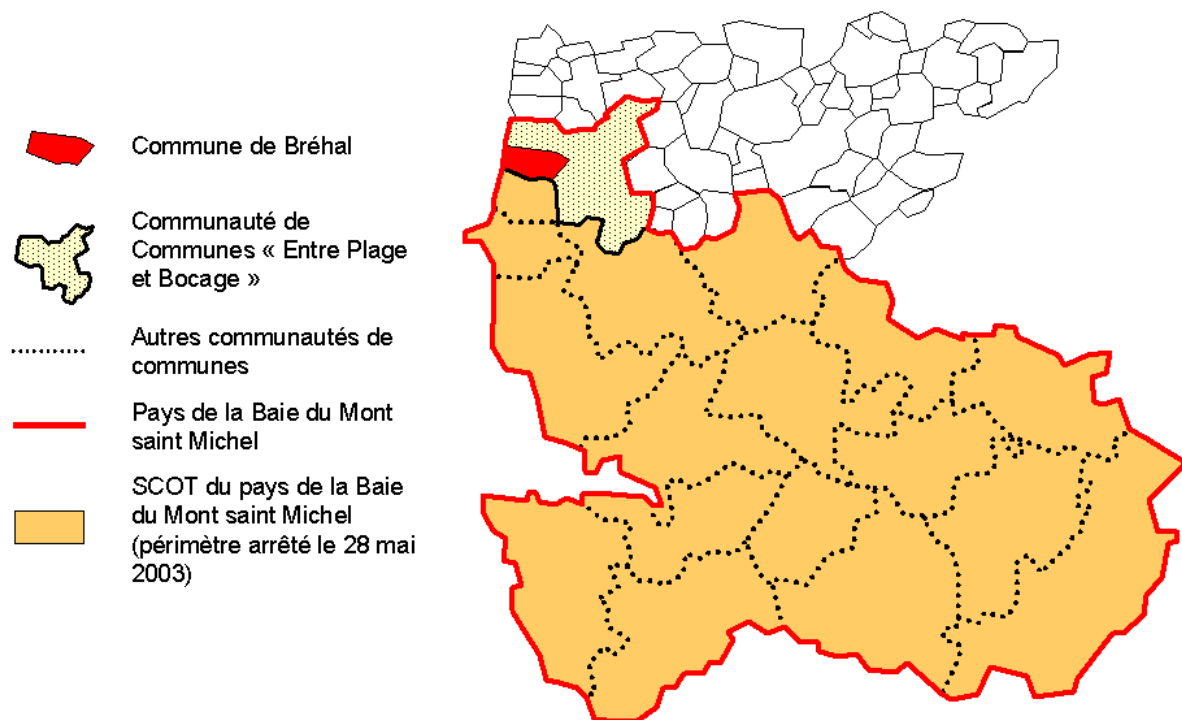 Commune de Bréhal
Communauté de
Communes « Entre Plage
et Bocage »
Autres communautés de
communes
Pays de la Baie du Mont
saint Michel
SCOT du pays de la Baie
du Mont saint Michel
(périmètre arrêté le 28 mai
2003)